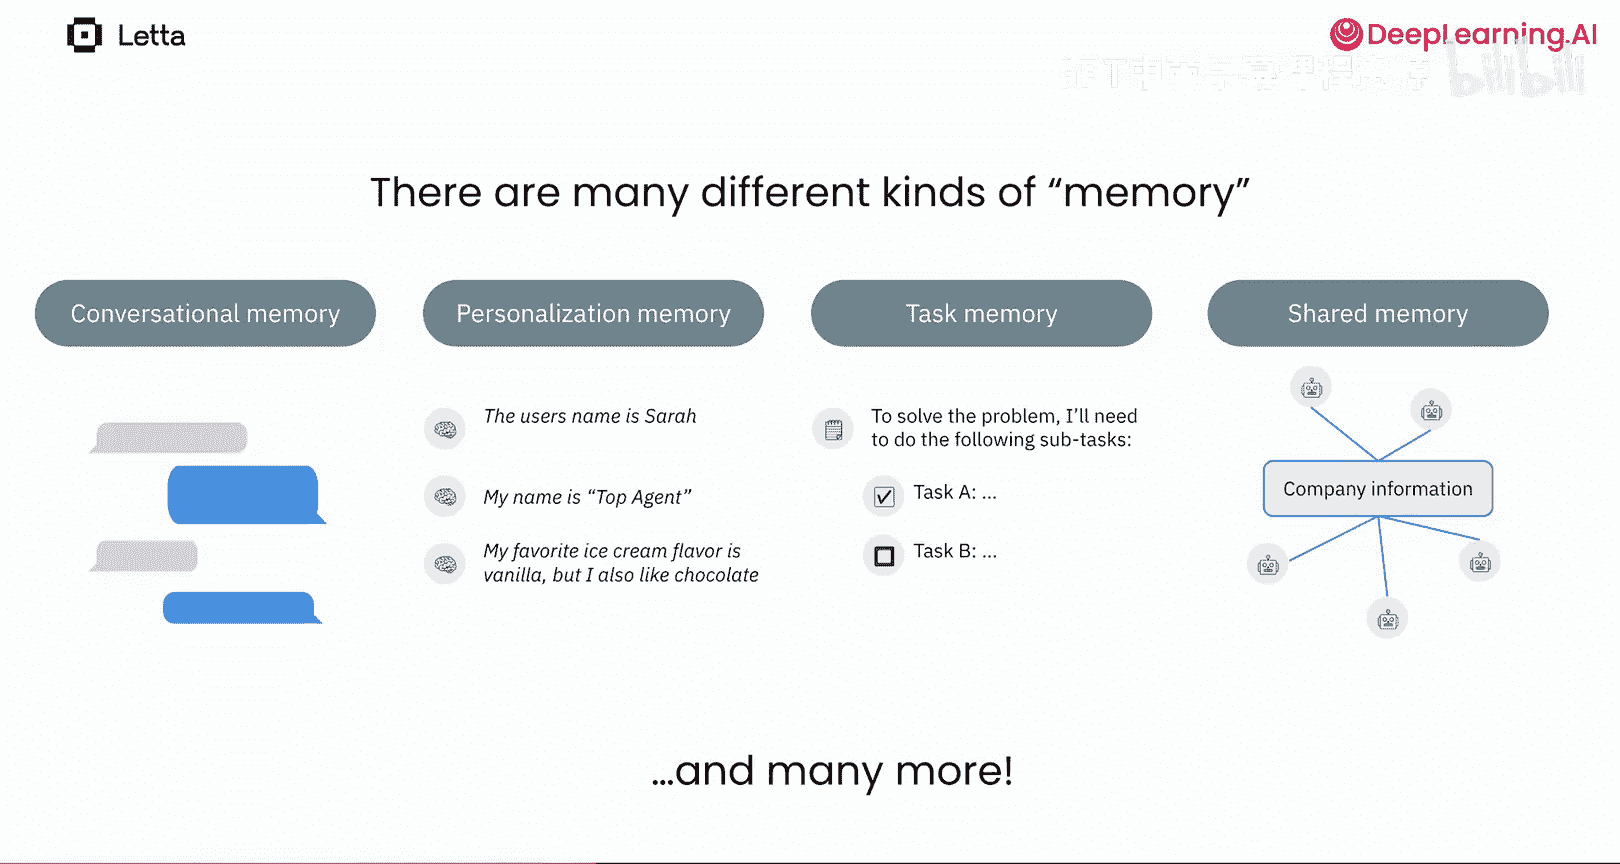 Letta
DeepLearning.AI
bilibili
There are many different kinds of “memory”
Conversational memory
Personalization memory
The users name is Sarah
My name is “Top Agent”
My favorite ice cream flavor is
vanilla, but I also like chocolate
Task memory
To solve the problem, I’ll need
to do the following sub-tasks:
Task A: ...
Task B: ...
Shared memory
Company information
...and many more!